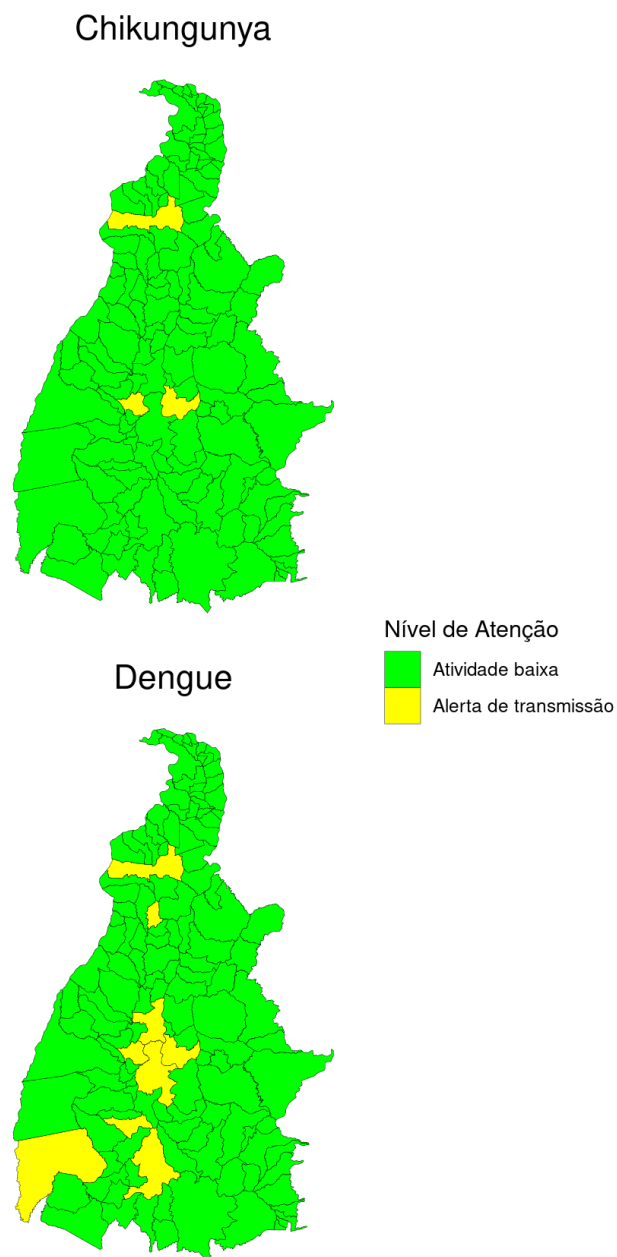 Chikungunya
Nível de Atenção
Atividade baixa
Alerta de transmissão
Dengue